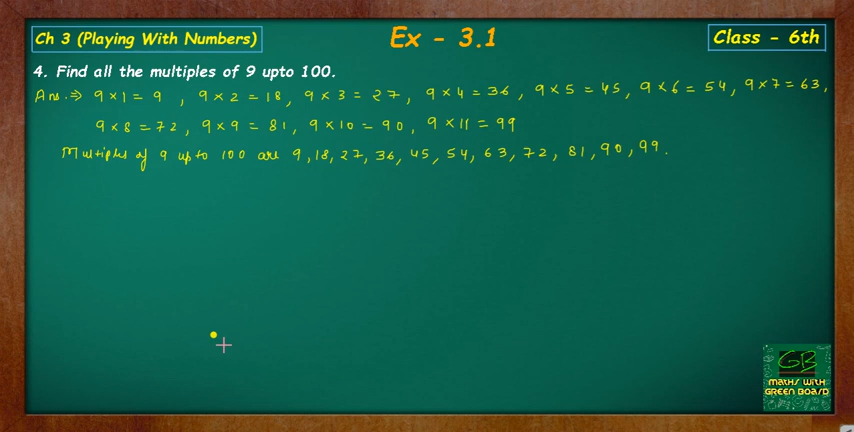 Ch 3 (Playing With Numbers)
Ex - 3.1
Class - 6th
4. Find all the multiples of 9 upto 100.
Ans. ⇒ 9 × 1 = 9 , 9 × 2 = 18 , 9 × 3 = 27 , 9 × 4 = 36 , 9 × 5 = 45 , 9 × 6 = 54 , 9 × 7 = 63 ,
9 × 8 = 72 , 9 × 9 = 81 , 9 × 10 = 90 , 9 × 11 = 99
Multiples of 9 up to 100 are 9 , 18 , 27 , 36 , 45 , 54 , 63 , 72 , 81 , 90 , 99 .
GB
MATHS WITH
GREEN BOARD